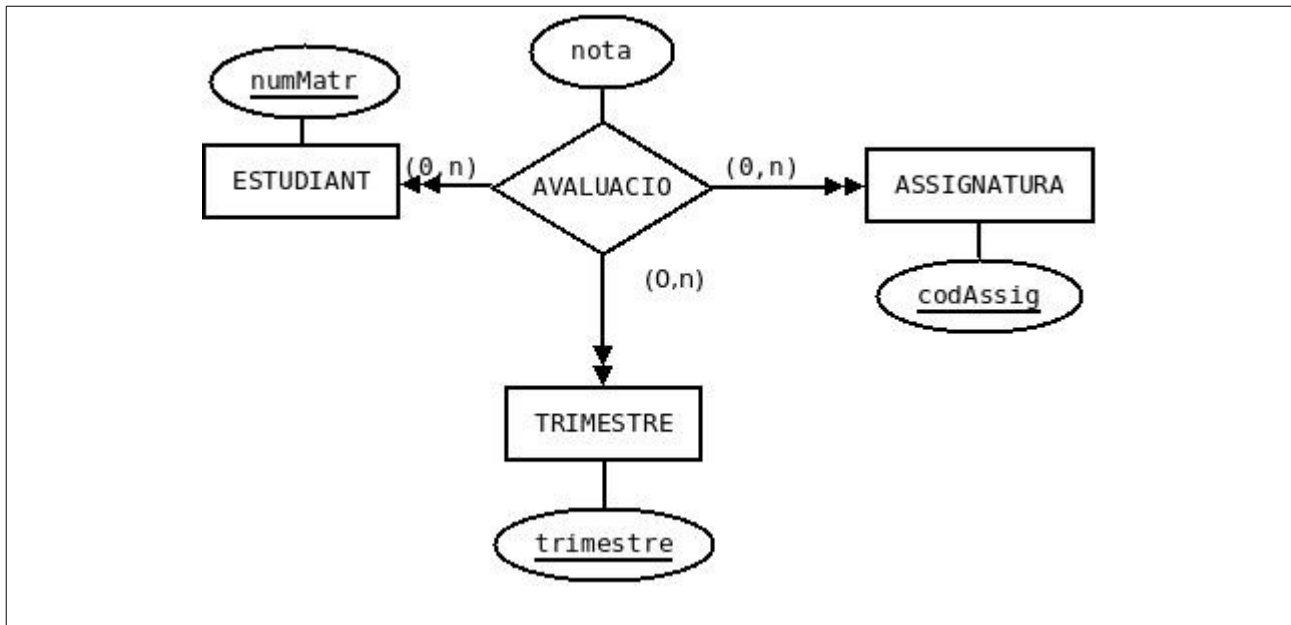 nota
numMatr
ESTUDIANT
(0,n)
AVALUACIO
(0,n)
ASSIGNATURA
(0,n)
codAssig
TRIMESTRE
trimestre